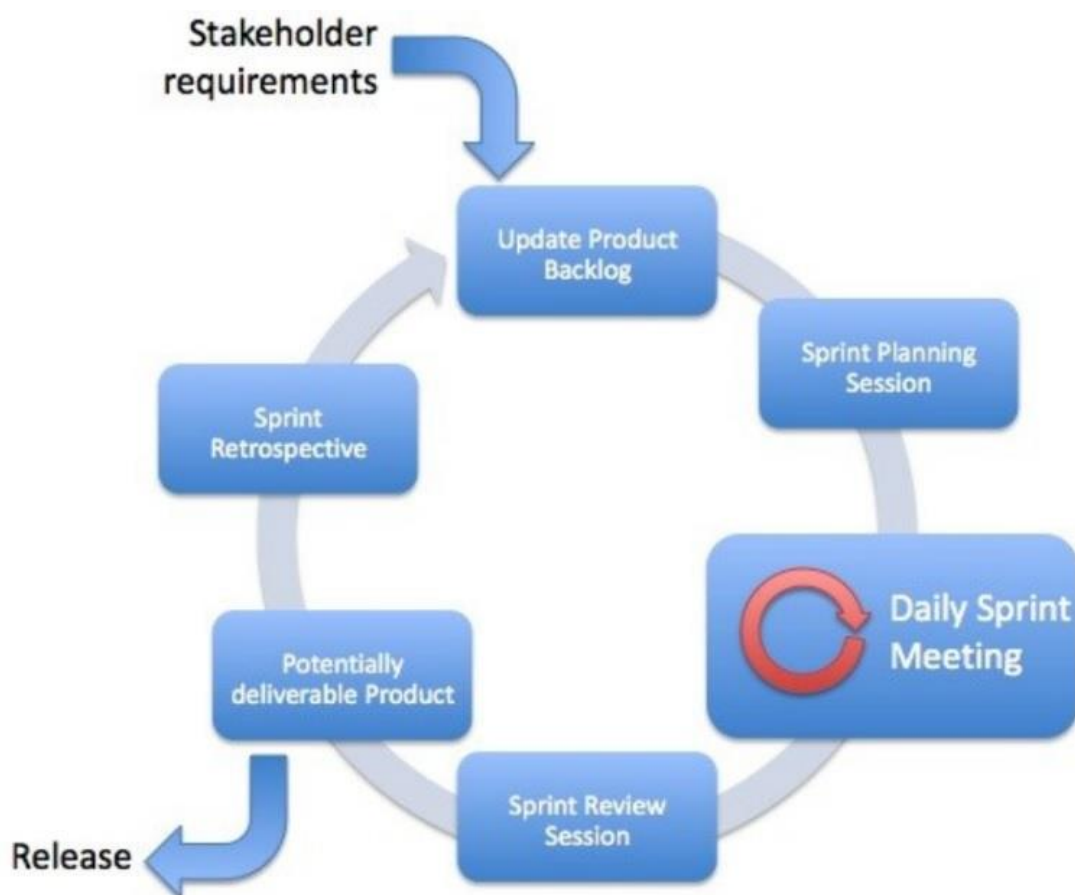 Stakeholder
requirements
Update Product
Backlog
Sprint Planning
Session
Daily Sprint
Meeting
Sprint Review
Session
Potentially
deliverable Product
Release
Sprint
Retrospective